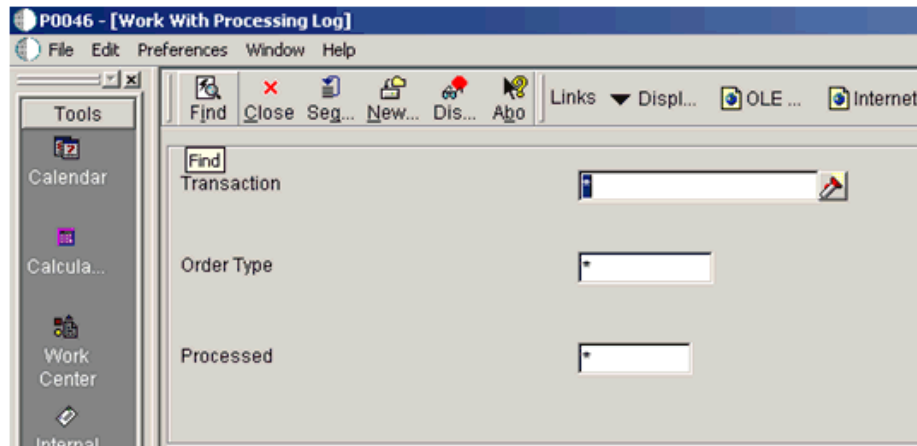 P0046 - [Work With Processing Log]
File Edit Preferences Window Help
Tools
Find Close Seg... New... Dis... Abo Links Displ... OLE ... Internet
Find
Calendar
Transaction *
Calcula...
Order Type *
Work
Center
Processed *
Internal